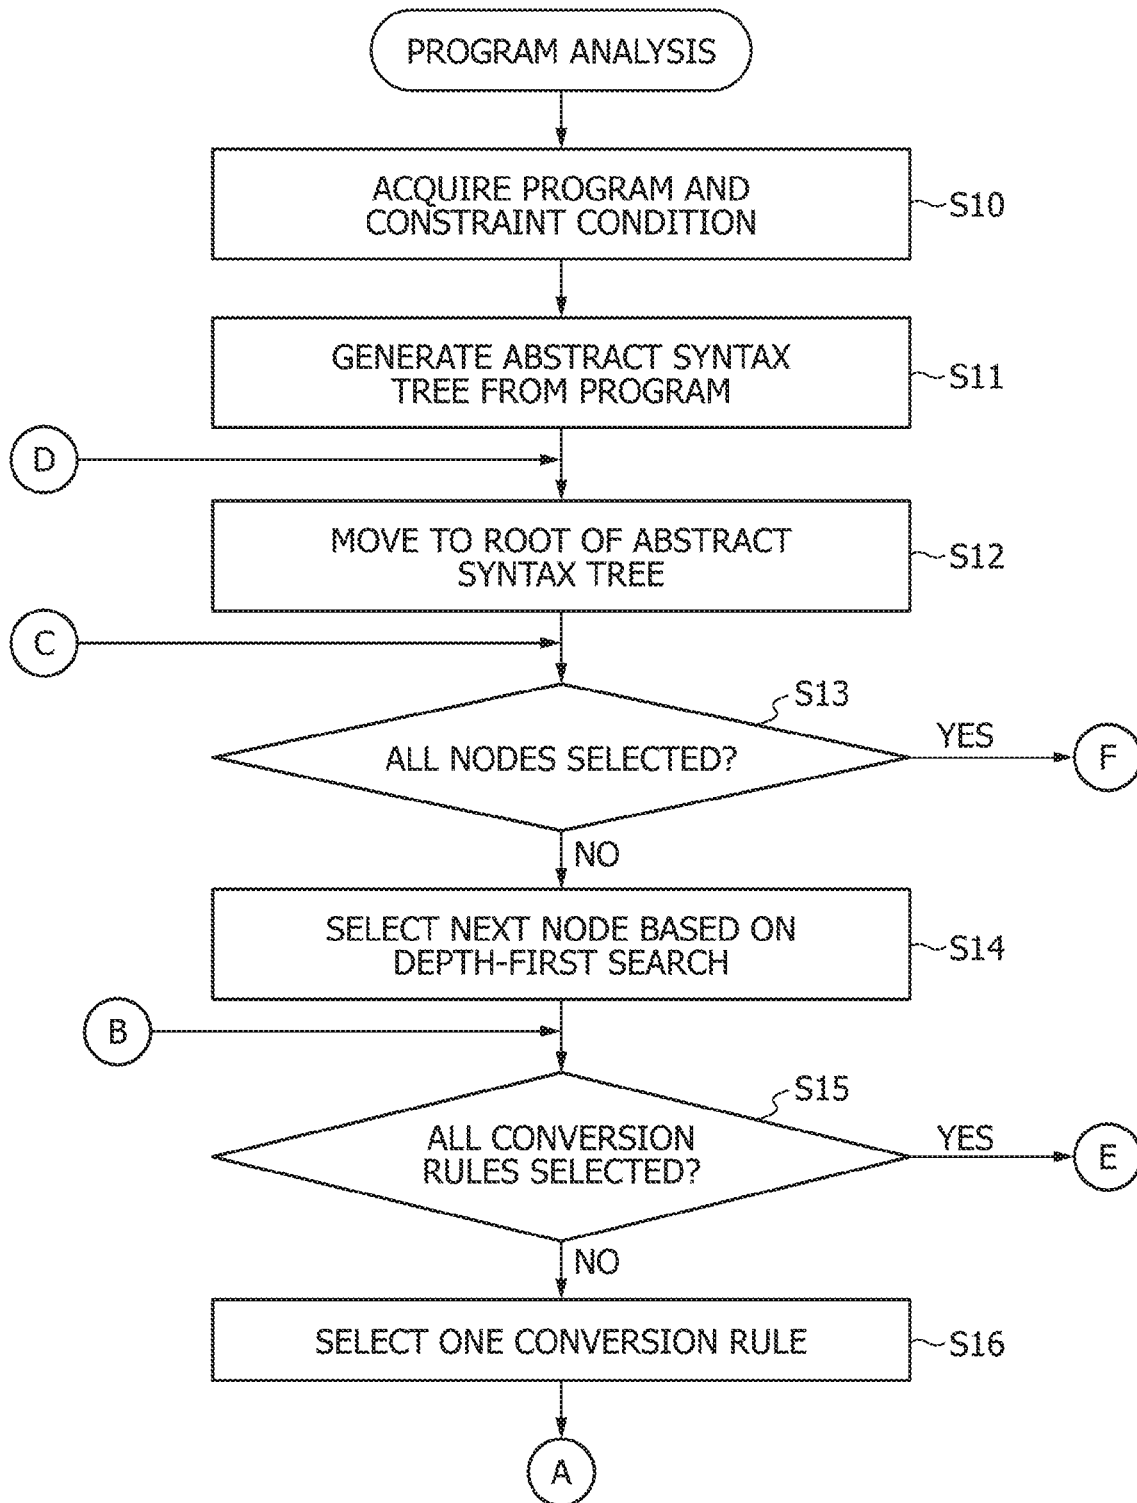 PROGRAM ANALYSIS
ACQUIRE PROGRAM AND
CONSTRAINT CONDITION
S10
GENERATE ABSTRACT SYNTAX
TREE FROM PROGRAM
S11
D
MOVE TO ROOT OF ABSTRACT
SYNTAX TREE
S12
C
S13
ALL NODES SELECTED?
YES
F
NO
SELECT NEXT NODE BASED ON
DEPTH-FIRST SEARCH
S14
B
S15
ALL CONVERSION
RULES SELECTED?
YES
E
NO
SELECT ONE CONVERSION RULE
S16
A